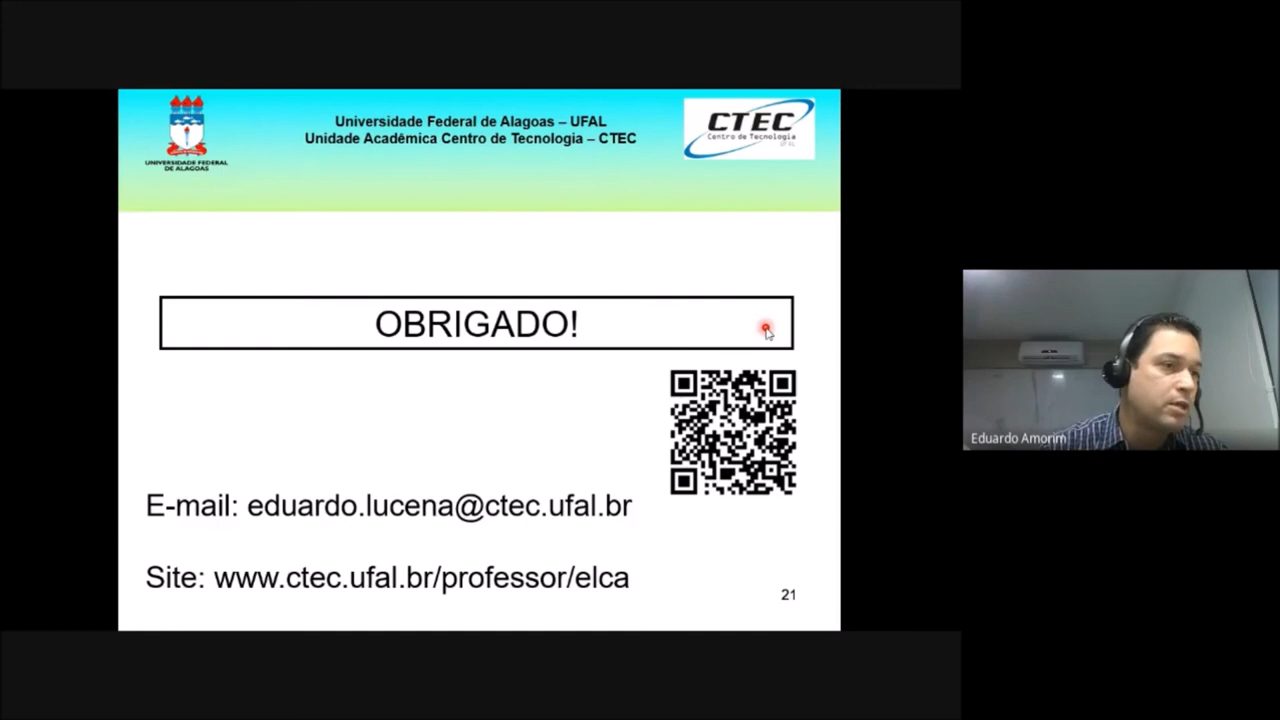 Universidade Federal de Alagoas – UFAL
Unidade Acadêmica Centro de Tecnologia – CTEC
UNIVERSIDADE FEDERAL
DE ALAGOAS
CTEC
Centro de Tecnologia
UFAL
OBRIGADO!
E-mail: eduardo.lucena@ctec.ufal.br
Site: www.ctec.ufal.br/professor/elca
21
Eduardo Amorim